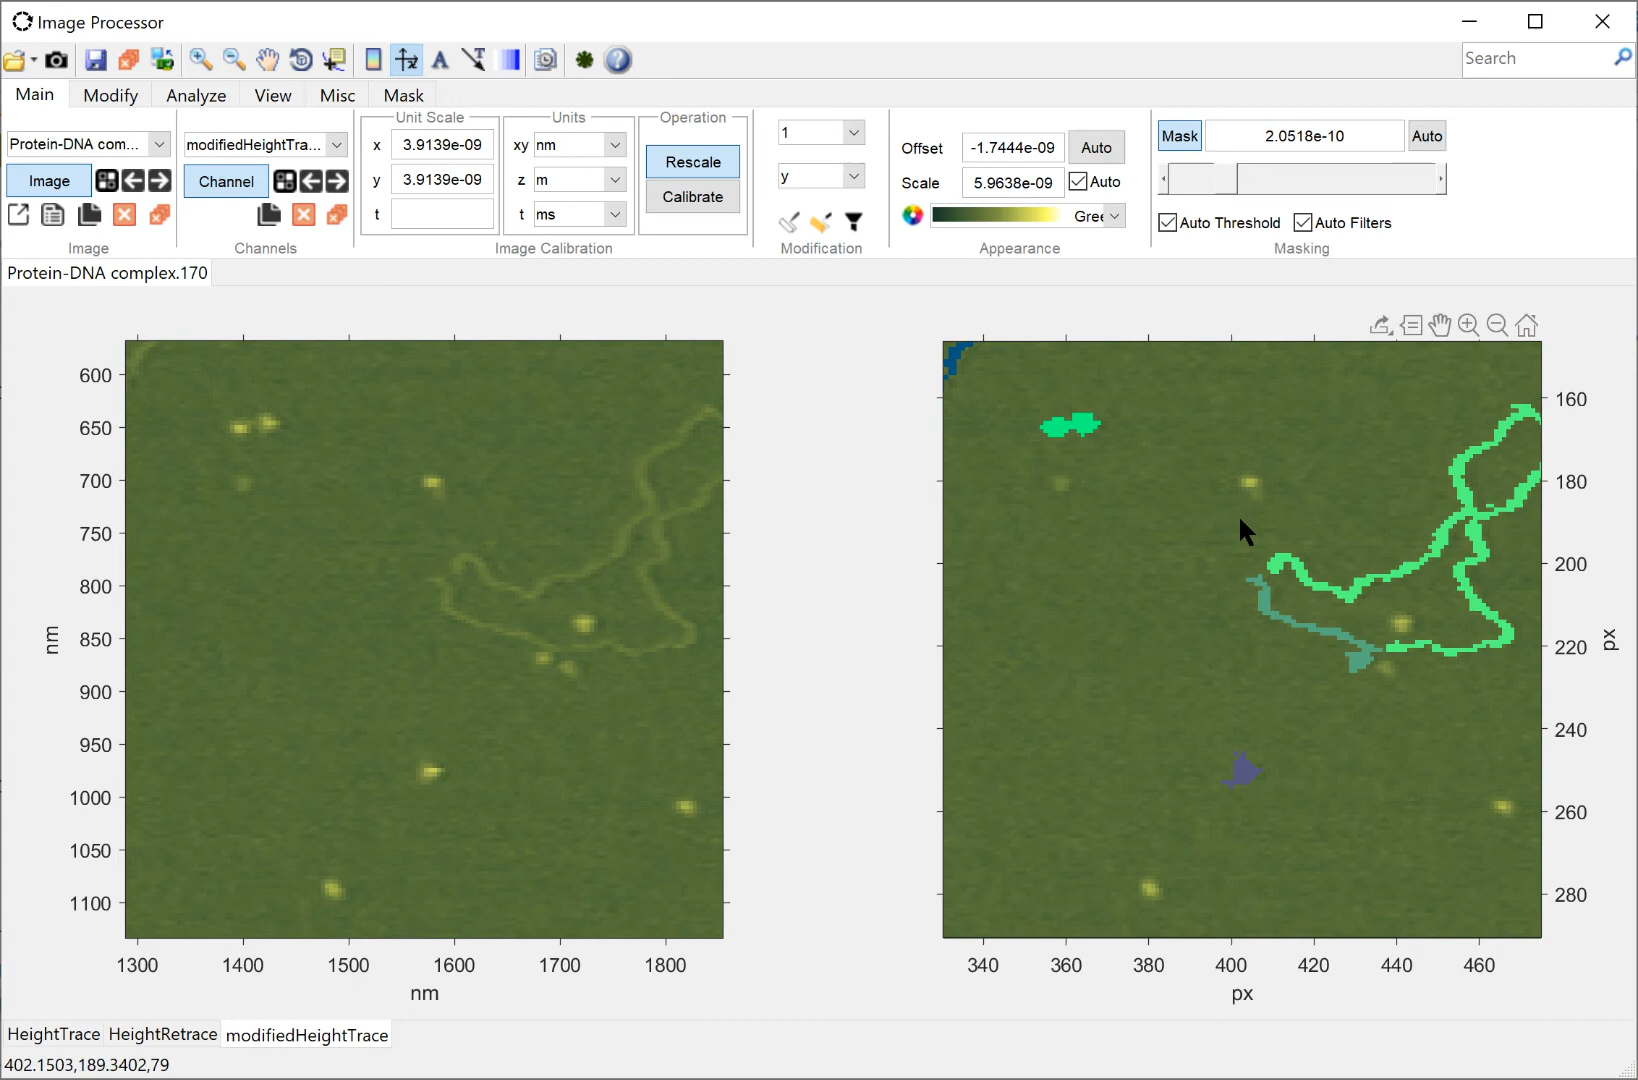 Image Processor
Search
Main Modify Analyze View Misc Mask
Unit Scale Units Operation
Protein-DNA com... modifiedHeightTra... x 3.9139e-09 xy nm 1 Offset -1.7444e-09 Auto Mask 2.0518e-10 Auto
Image Channel y 3.9139e-09 z m Rescale y Scale 5.9638e-09 Auto
t t ms Calibrate Gree Auto Threshold Auto Filters
Image Channels Image Calibration Modification Appearance Masking
Protein-DNA complex.170
600
650
700
750
800
850
900
950
1000
1050
1100
nm
1300 1400 1500 1600 1700 1800
nm
160
180
200
220
240
260
280
px
340 360 380 400 420 440 460
px
HeightTrace HeightRetrace modifiedHeightTrace
402.1503,189.3402,79